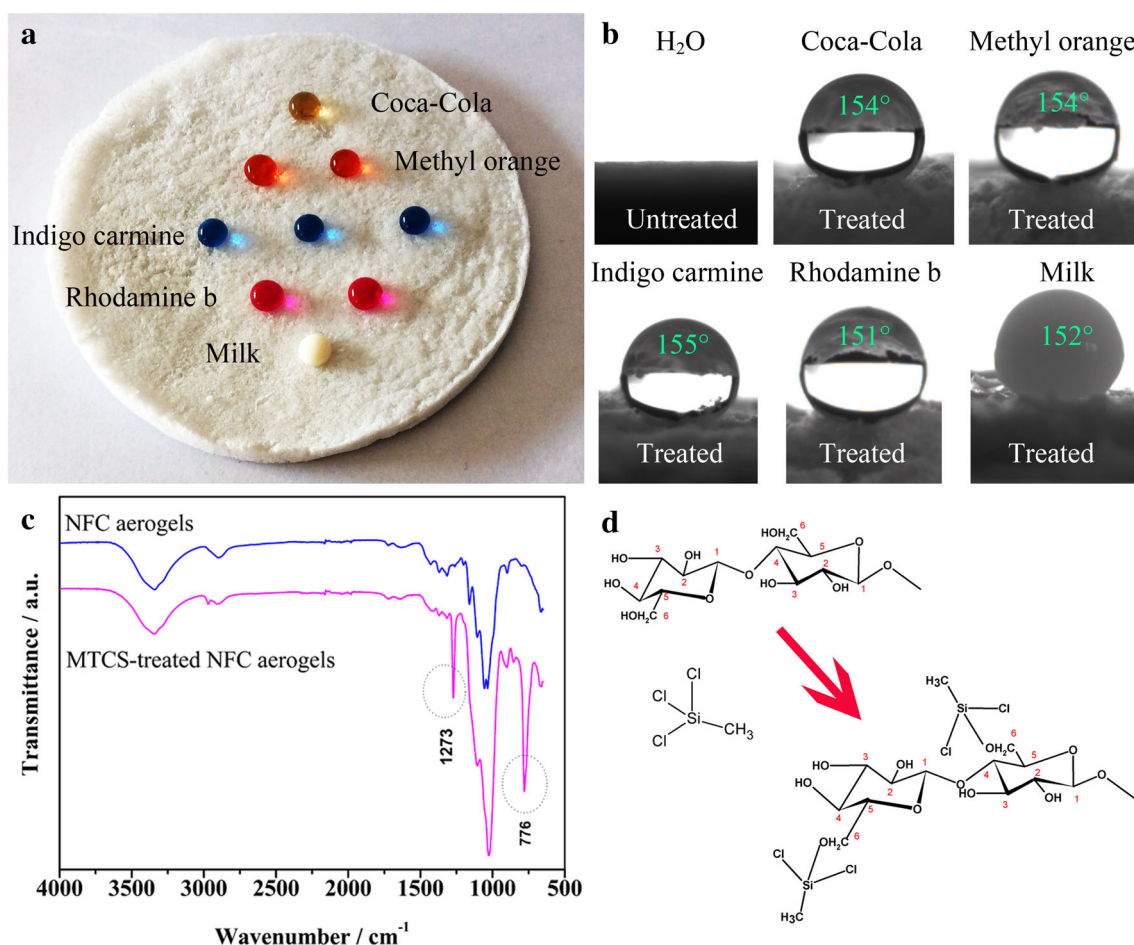 a
Coca-Cola
Methyl orange
Indigo carmine
Rhodamine b
Milk
b
H2O
Coca-Cola
Methyl orange
154°
154°
Untreated
Treated
Treated
Indigo carmine
Rhodamine b
Milk
155°
151°
152°
Treated
Treated
Treated
c
NFC aerogels
MTCS-treated NFC aerogels
1273
776
Transmittance / a.u.
4000
3500
3000
2500
2000
1500
1000
500
Wavenumber / cm-1
d
HOH2C
6
HO
3
OH
2
1
O
4
5
O
HO
3
2
OH
1
O
HO
4
5
O
HOH2C
6
Cl
Cl
Si
CH3
Cl
H3C
Si
Cl
Cl
OH2C
6
HO
3
OH
2
1
O
4
5
O
HO
3
2
OH
1
O
HO
4
5
O
OH2C
6
Cl
Cl
Si
Cl
H3C